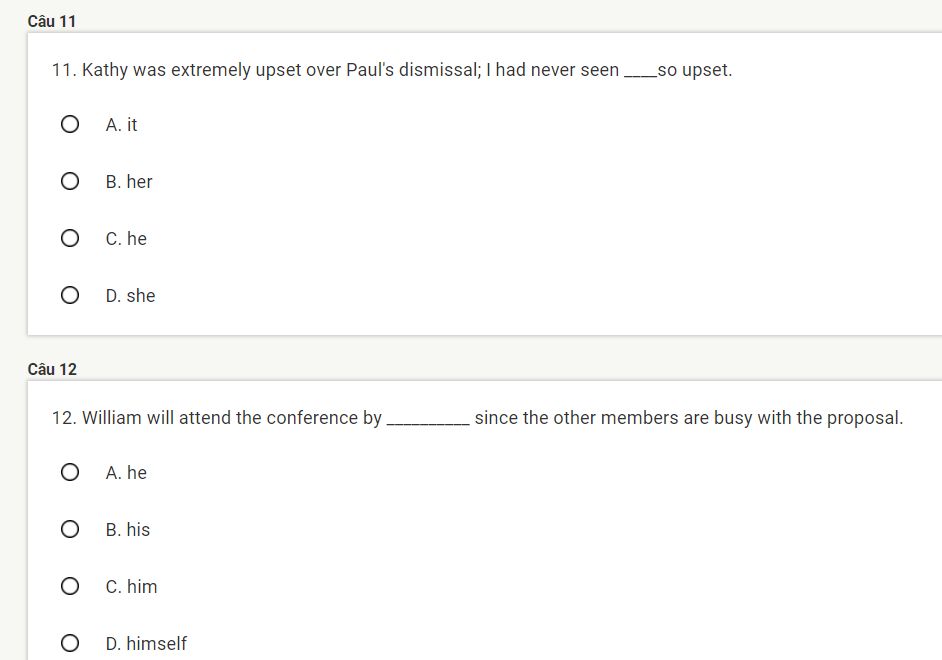 Câu 11
11. Kathy was extremely upset over Paul's dismissal; I had never seen ____so upset.
A. it
B. her
C. he
D. she
Câu 12
12. William will attend the conference by __________ since the other members are busy with the proposal.
A. he
B. his
C. him
D. himself